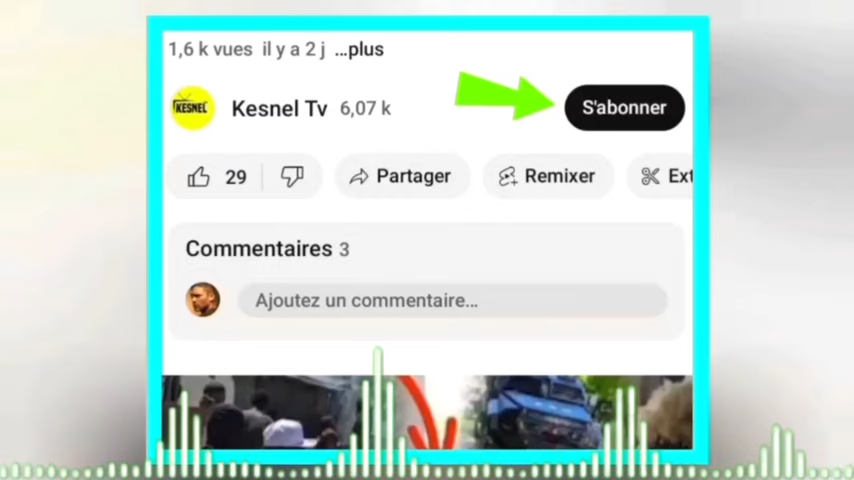 1,6 k vues il y a 2 j ...plus
KESNEL
Kesnel Tv 6,07 k
S'abonner
29
Partager
Remixer
Ext
Commentaires 3
Ajoutez un commentaire...